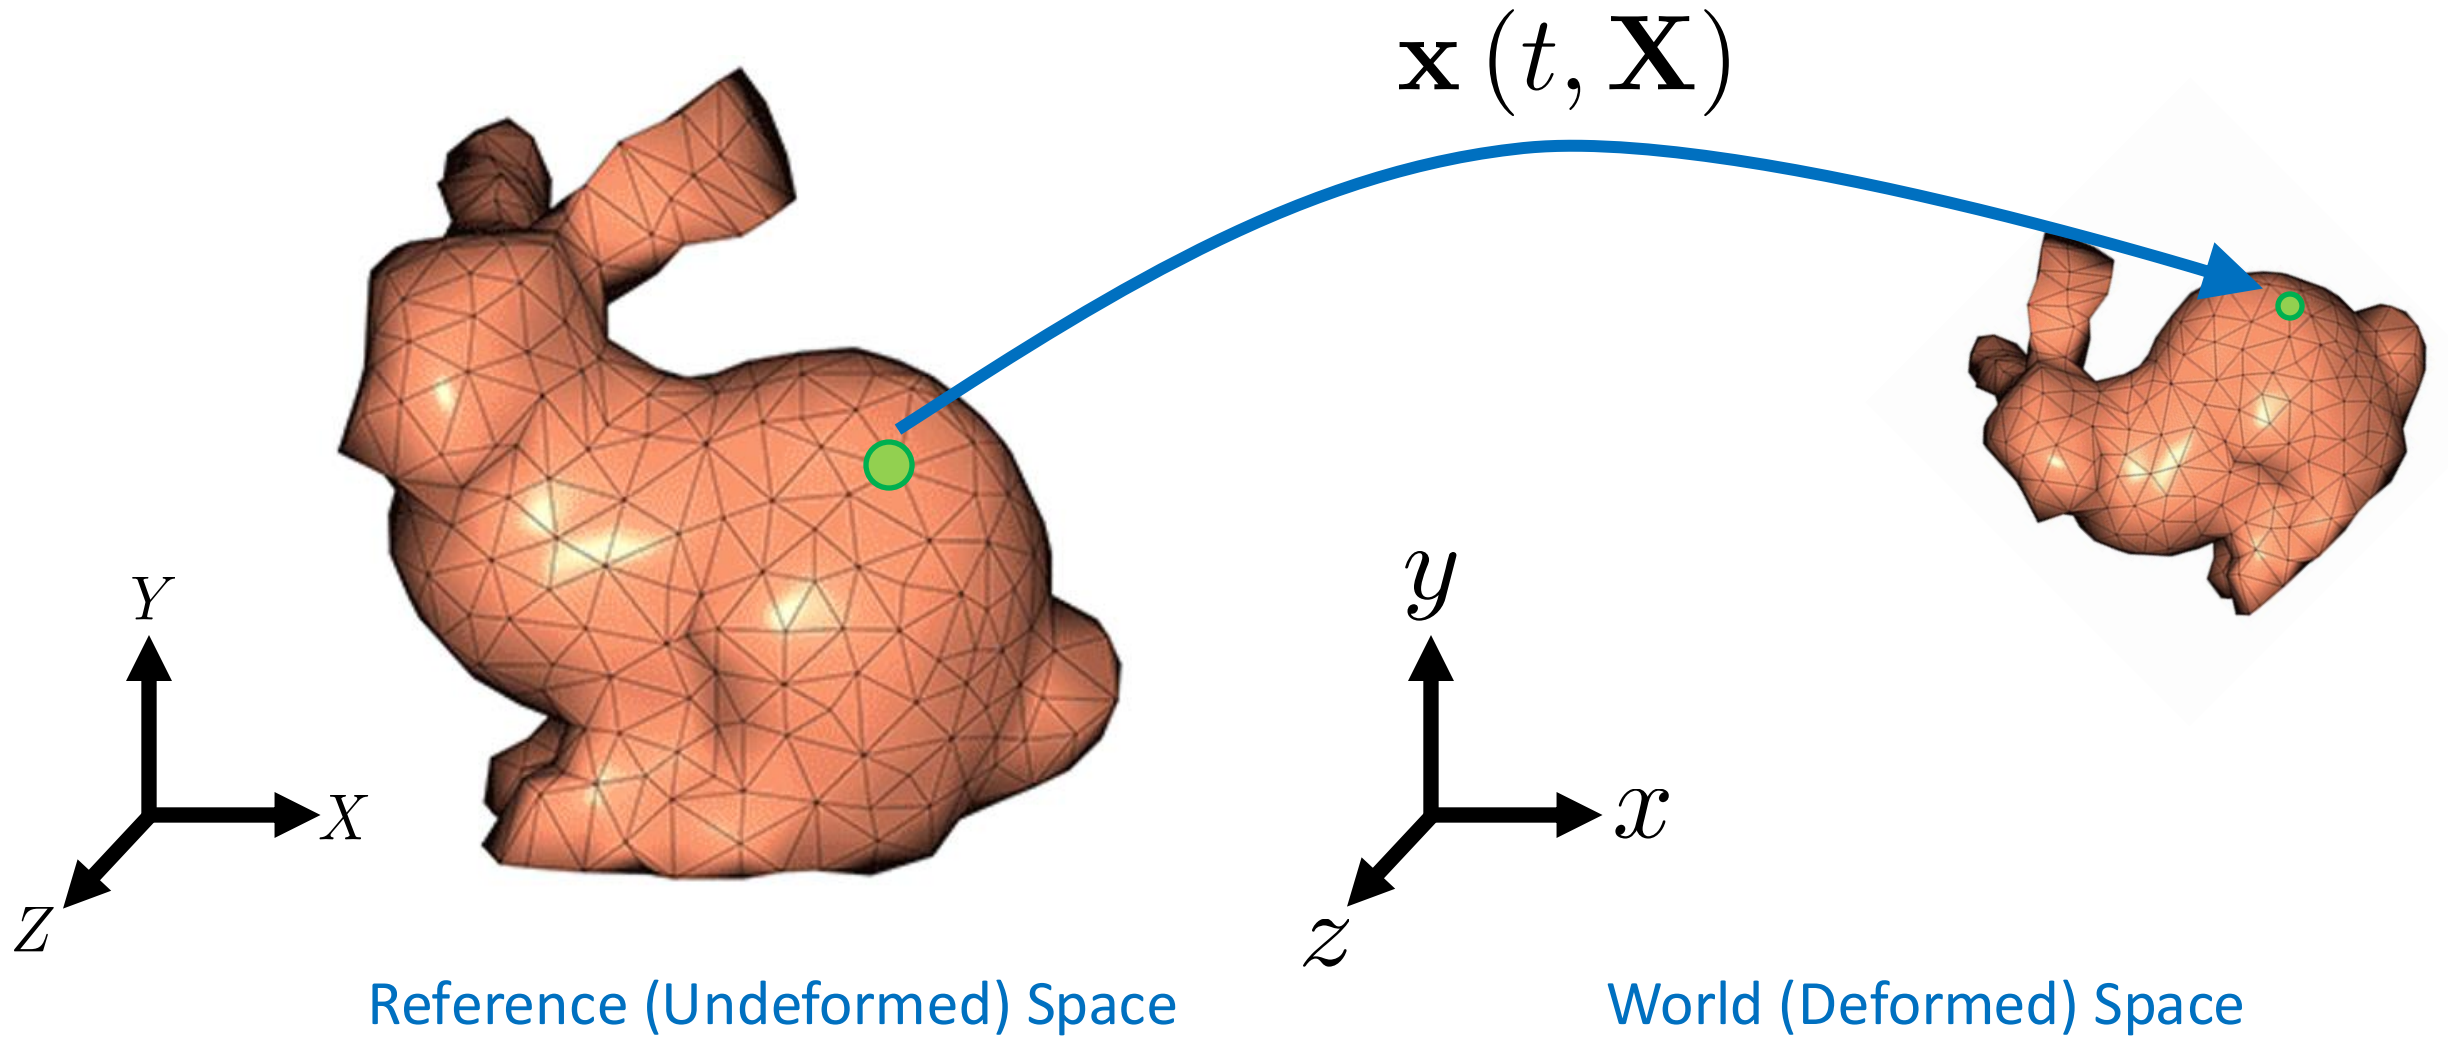 x (t, X)
Y
X
Z
y
x
z
Reference (Undeformed) Space
World (Deformed) Space